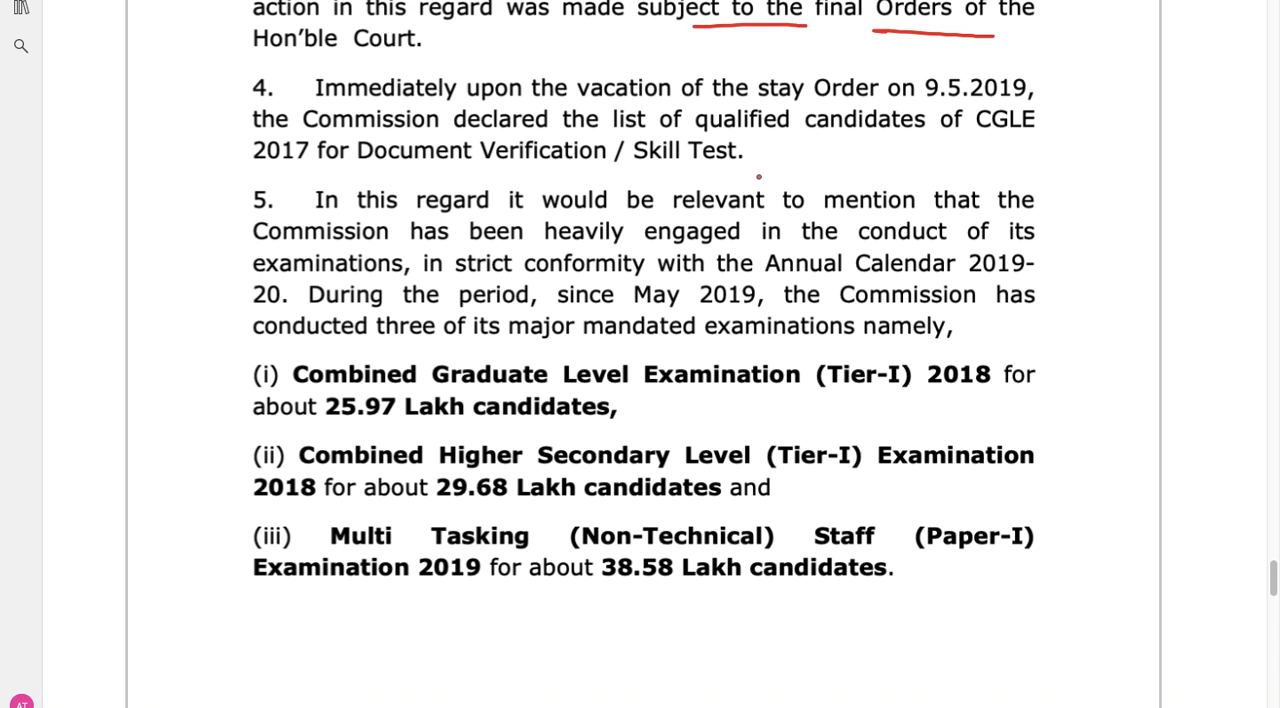 action in this regard was made subject to the final Orders of the
Hon’ble Court.
4. Immediately upon the vacation of the stay Order on 9.5.2019,
the Commission declared the list of qualified candidates of CGLE
2017 for Document Verification / Skill Test.
5. In this regard it would be relevant to mention that the
Commission has been heavily engaged in the conduct of its
examinations, in strict conformity with the Annual Calendar 2019-
20. During the period, since May 2019, the Commission has
conducted three of its major mandated examinations namely,
(i) Combined Graduate Level Examination (Tier-I) 2018 for
about 25.97 Lakh candidates,
(ii) Combined Higher Secondary Level (Tier-I) Examination
2018 for about 29.68 Lakh candidates and
(iii) Multi Tasking (Non-Technical) Staff (Paper-I)
Examination 2019 for about 38.58 Lakh candidates.
AT